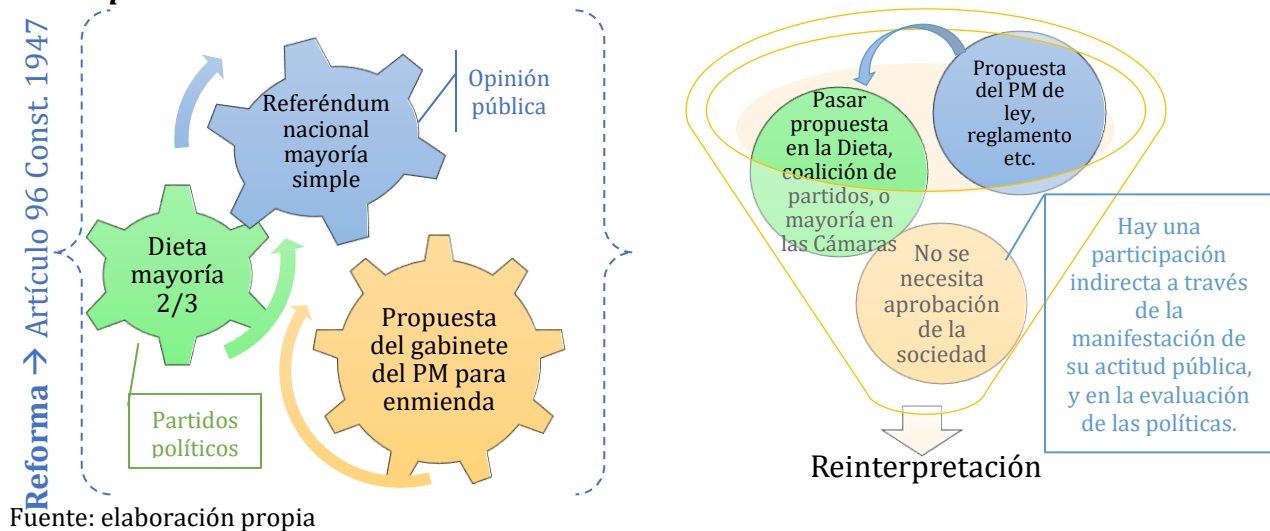 Reforma → Artículo 96 Const. 1947
Referéndum
nacional
mayoría
simple
Opinión
pública
Dieta
mayoría
2/3
Propuesta
del gabinete
del PM para
enmienda
Partidos
políticos
Propuesta
del PM de
ley,
reglamento
etc.
Pasar
propuesta
en la Dieta,
coalición de
partidos, o
mayoría en
las Cámaras
No se
necesita
aprobación
de la
sociedad
Hay una
participación
indirecta a través
de la
manifestación de
su actitud pública,
y en la evaluación
de las políticas.
Reinterpretación
Fuente: elaboración propia